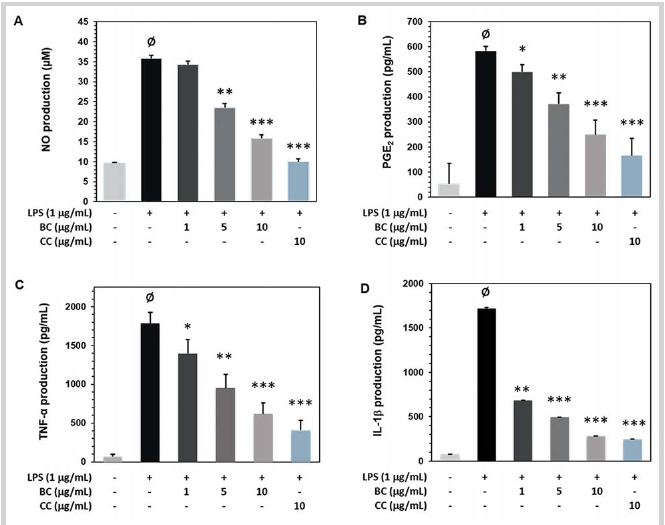 A
NO production (µM)
45
40
35
30
25
20
15
10
5
0
Ø
**
***
***
LPS (1 µg/mL) - + + + + +
BC (µg/mL) - - 1 5 10 -
CC (µg/mL) - - - - - 10
B
PGE2 production (pg/mL)
700
600
500
400
300
200
100
0
Ø
*
**
***
***
LPS (1 µg/mL) - + + + + +
BC (µg/mL) - - 1 5 10 -
CC (µg/mL) - - - - - 10
C
TNF-α production (pg/mL)
2000
1500
1000
500
0
Ø
*
**
***
***
LPS (1 µg/mL) - + + + + +
BC (µg/mL) - - 1 5 10 -
CC (µg/mL) - - - - - 10
D
IL-1β production (pg/mL)
2000
1500
1000
500
0
Ø
**
***
***
***
LPS (1 µg/mL) - + + + + +
BC (µg/mL) - - 1 5 10 -
CC (µg/mL) - - - - - 10